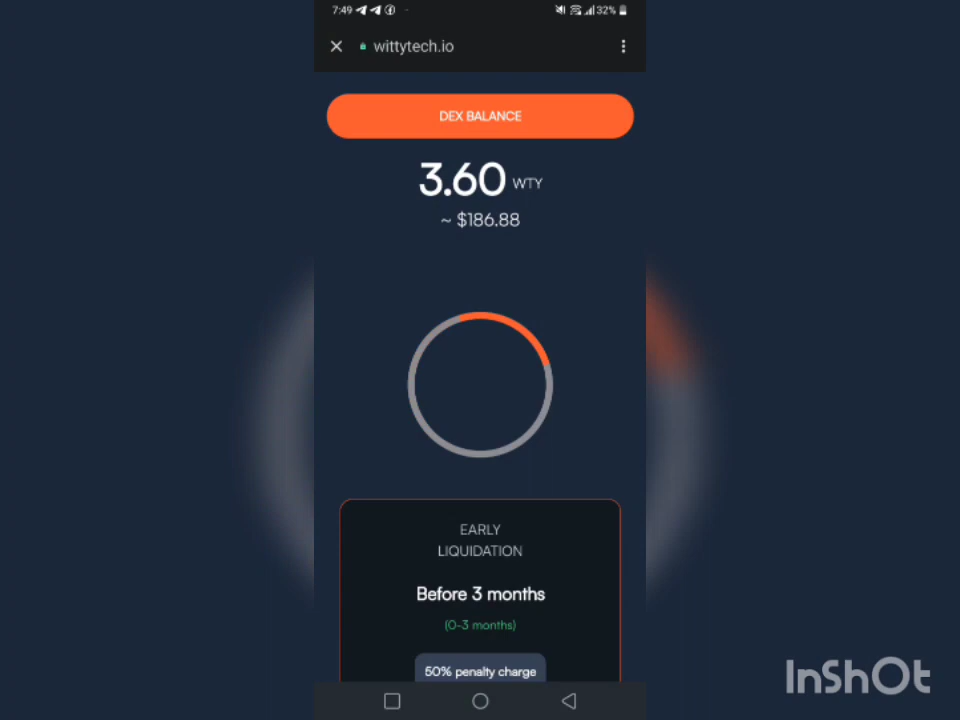 7:49 32%
wittytech.io
DEX BALANCE
3.60 WTY
~ $186.88
EARLY
LIQUIDATION
Before 3 months
(0-3 months)
50% penalty charge
InShOt